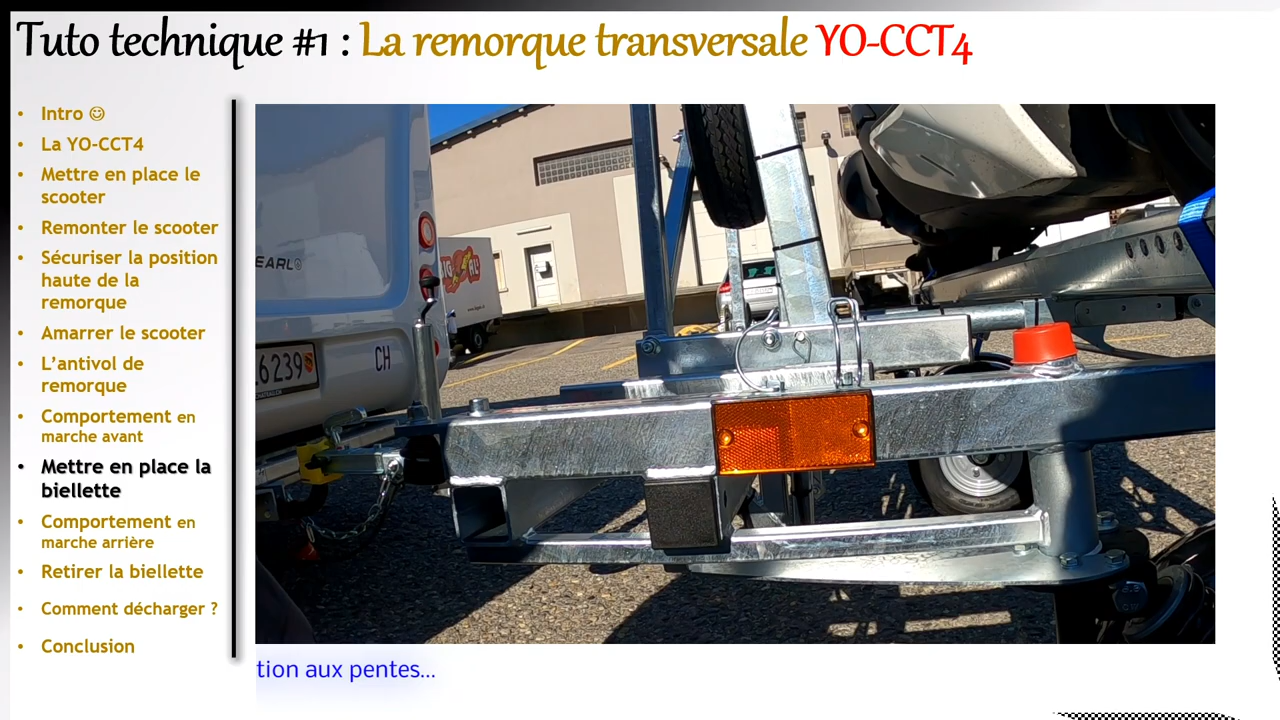 Tuto technique #1 : La remorque transversale YO-CCT4
• Intro ☺
• La YO-CCT4
• Mettre en place le
scooter
• Remonter le scooter
• Sécuriser la position
haute de la
remorque
• Amarrer le scooter
• L'antivol de
remorque
• Comportement en
marche avant
• Mettre en place la
biellette
• Comportement en
marche arrière
• Retirer la biellette
• Comment décharger ?
• Conclusion
EARL
6239
CH
tion aux pentes...